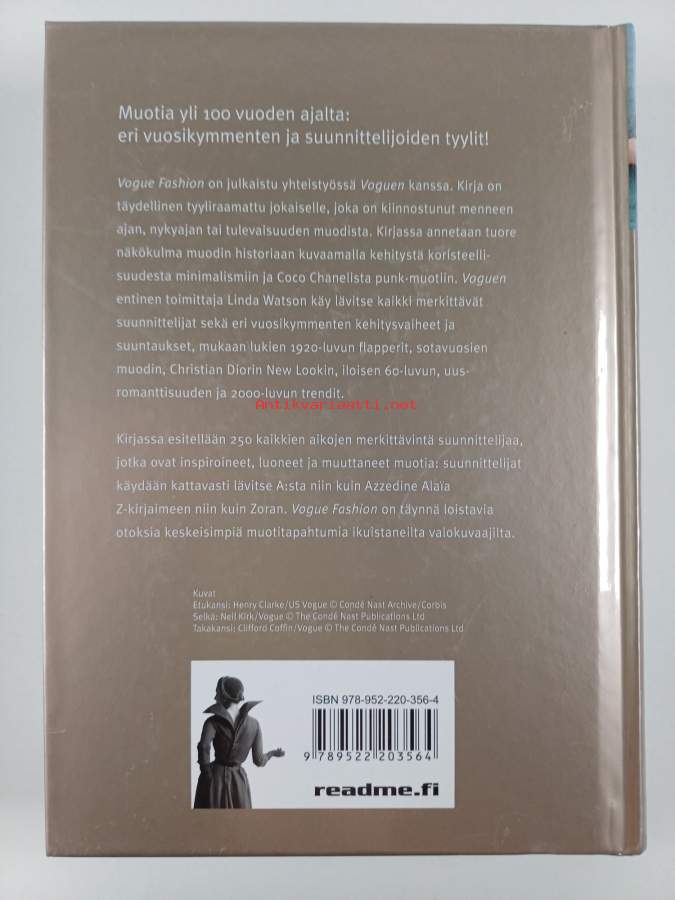 Muotia yli 100 vuoden ajalta:
eri vuosikymmenten ja suunnittelijoiden tyylit!
Vogue Fashion on julkaistu yhteistyössä Voguen kanssa. Kirja on
täydellinen tyyliraamattu jokaiselle, joka on kiinnostunut menneen
ajan, nykyajan tai tulevaisuuden muodista. Kirjassa annetaan tuore
näkökulma muodin historiaan kuvaamalla kehitystä koristeelli-
suudesta minimalismiin ja Coco Chanelista punk-muotiin. Voguen
entinen toimittaja Linda Watson käy lävitse kaikki merkittävät
suunnittelijat sekä eri vuosikymmenten kehitysvaiheet ja
suuntaukset, mukaan lukien 1920-luvun flapperit, sotavuosien
muodin, Christian Diorin New Lookin, iloisen 60-luvun, uus-
romanttisuuden ja 2000-luvun trendit.
Antikvariaatti.net
Kirjassa esitellään 250 kaikkien aikojen merkittävintä suunnittelijaa,
jotka ovat inspiroineet, luoneet ja muuttaneet muotia: suunnittelijat
käydään kattavasti lävitse A:sta niin kuin Azzedine Alaïa
Z-kirjaimeen niin kuin Zoran. Vogue Fashion on täynnä loistavia
otoksia keskeisimpiä muotitapahtumia ikuistaneilta valokuvaajilta.
Kuvat
Etukansi: Henry Clarke/US Vogue © Condé Nast Archive/Corbis
Selkä: Neil Kirk/Vogue © The Condé Nast Publications Ltd
Takakansi: Clifford Coffin/Vogue © The Condé Nast Publications Ltd
ISBN 978-952-220-356-4
9 789522 203564
readme.fi